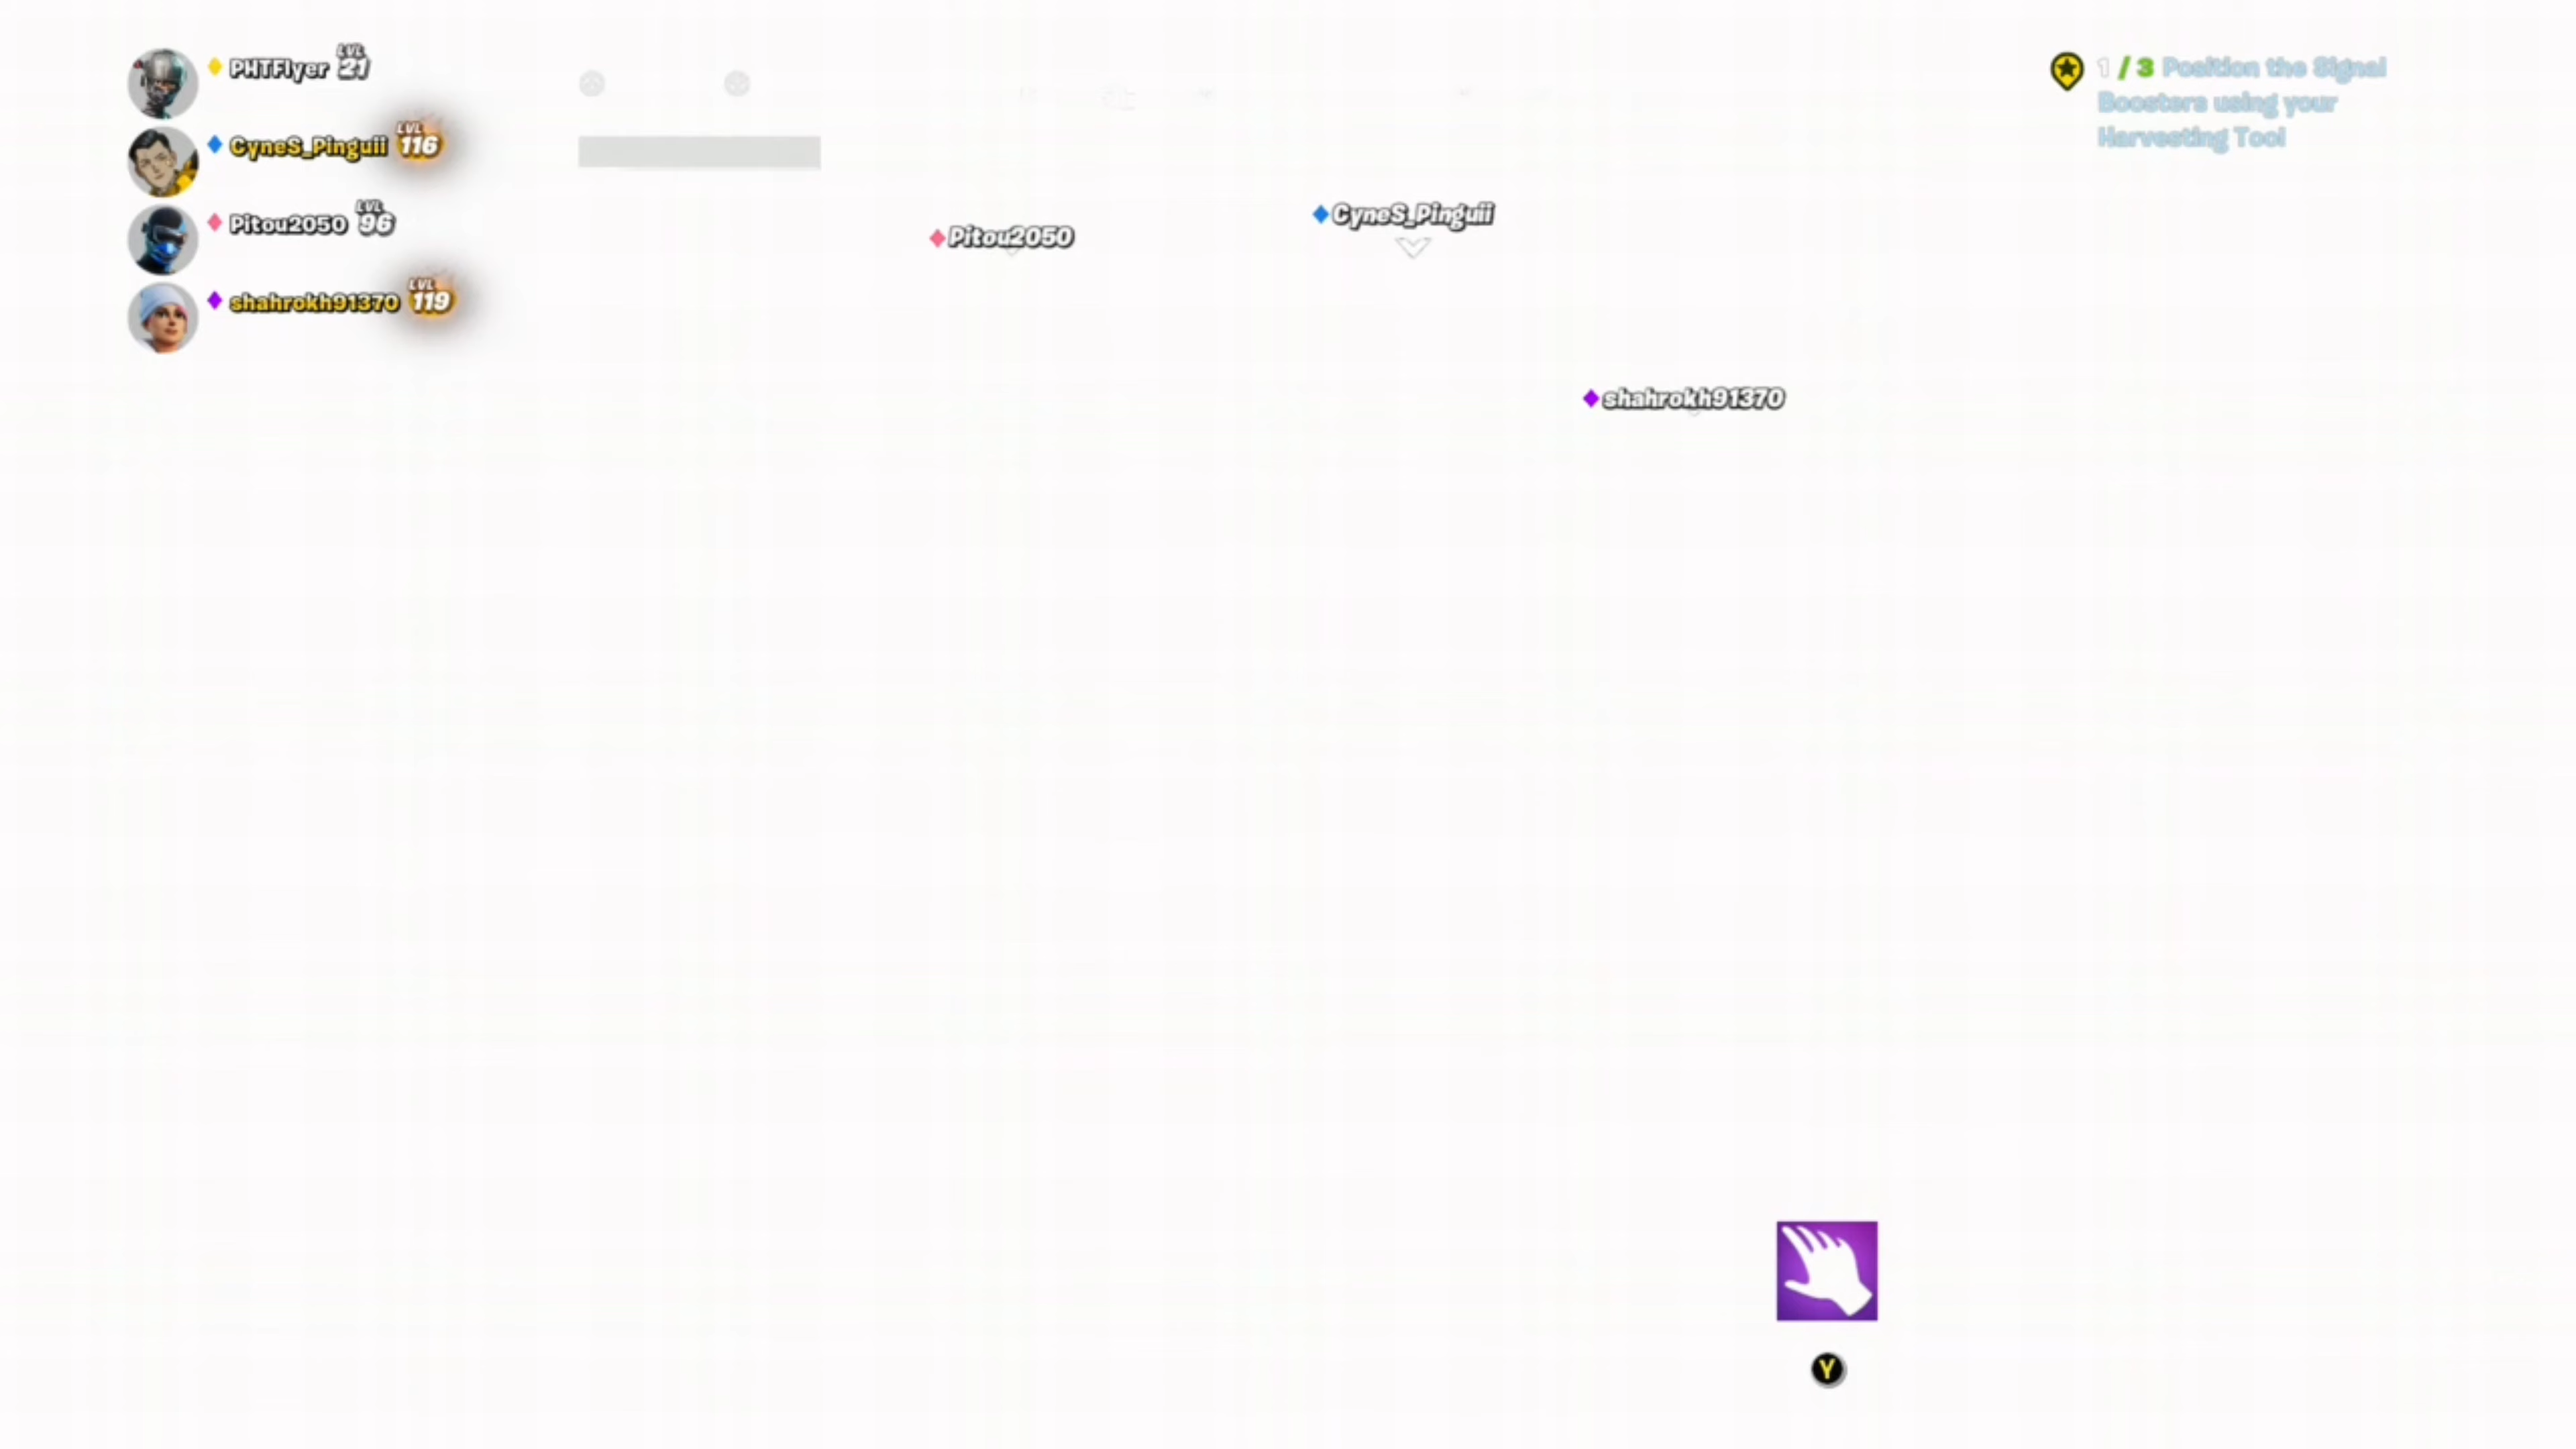 PHTFlyer LVL 21
CyneS_Pinguii LVL 116
Pitou2050 LVL 96
shahrokh91370 LVL 119
1 / 3 Position the Signal
Boosters using your
Harvesting Tool
CyneS_Pinguii
Pitou2050
shahrokh91370
Y